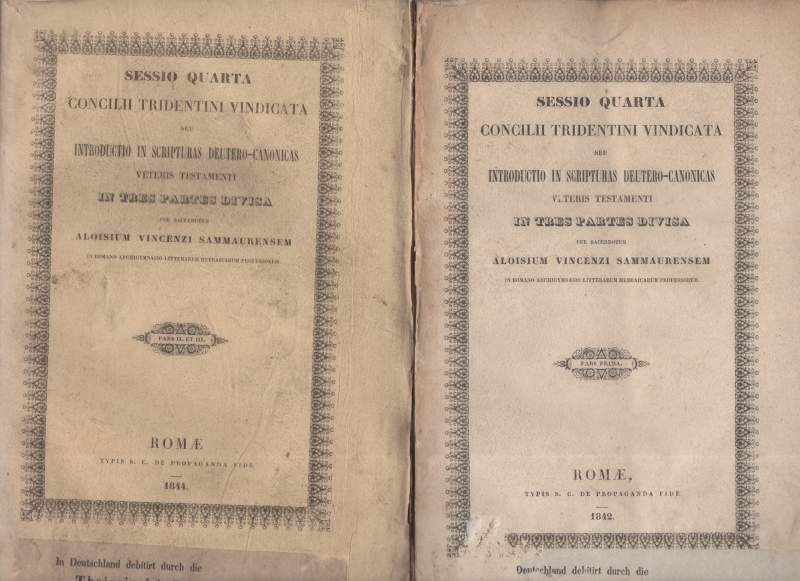 SESSIO QUARTA
CONCILII TRIDENTINI VINDICATA
SEU
INTRODUCTIO IN SCRIPTURAS DEUTERO-CANONICAS
VETERIS TESTAMENTI
IN TRES PARTES DIVISA
PER SACERDOTEM
ALOISIUM VINCENZI SAMMAURENSEM
IN ROMANO ARCHIGYMNASIO LITTERARUM HEBRAICARUM PROFESSOREM
PARS II. ET III.
ROMÆ
TYPIS S. C. DE PROPAGANDA FIDE
1844.
In Deutschland debitirt durch die
SESSIO QUARTA
CONCILII TRIDENTINI VINDICATA
SEU
INTRODUCTIO IN SCRIPTURAS DEUTERO-CANONICAS
VETERIS TESTAMENTI
IN TRES PARTES DIVISA
PER SACERDOTEM
ALOISIUM VINCENZI SAMMAURENSEM
IN ROMANO ARCHIGYMNASIO LITTERARUM HEBRAICARUM PROFESSOREM
PARS PRIMA.
ROMÆ,
TYPIS S. C. DE PROPAGANDA FIDE
1842.
Deutschland debitirt durch die